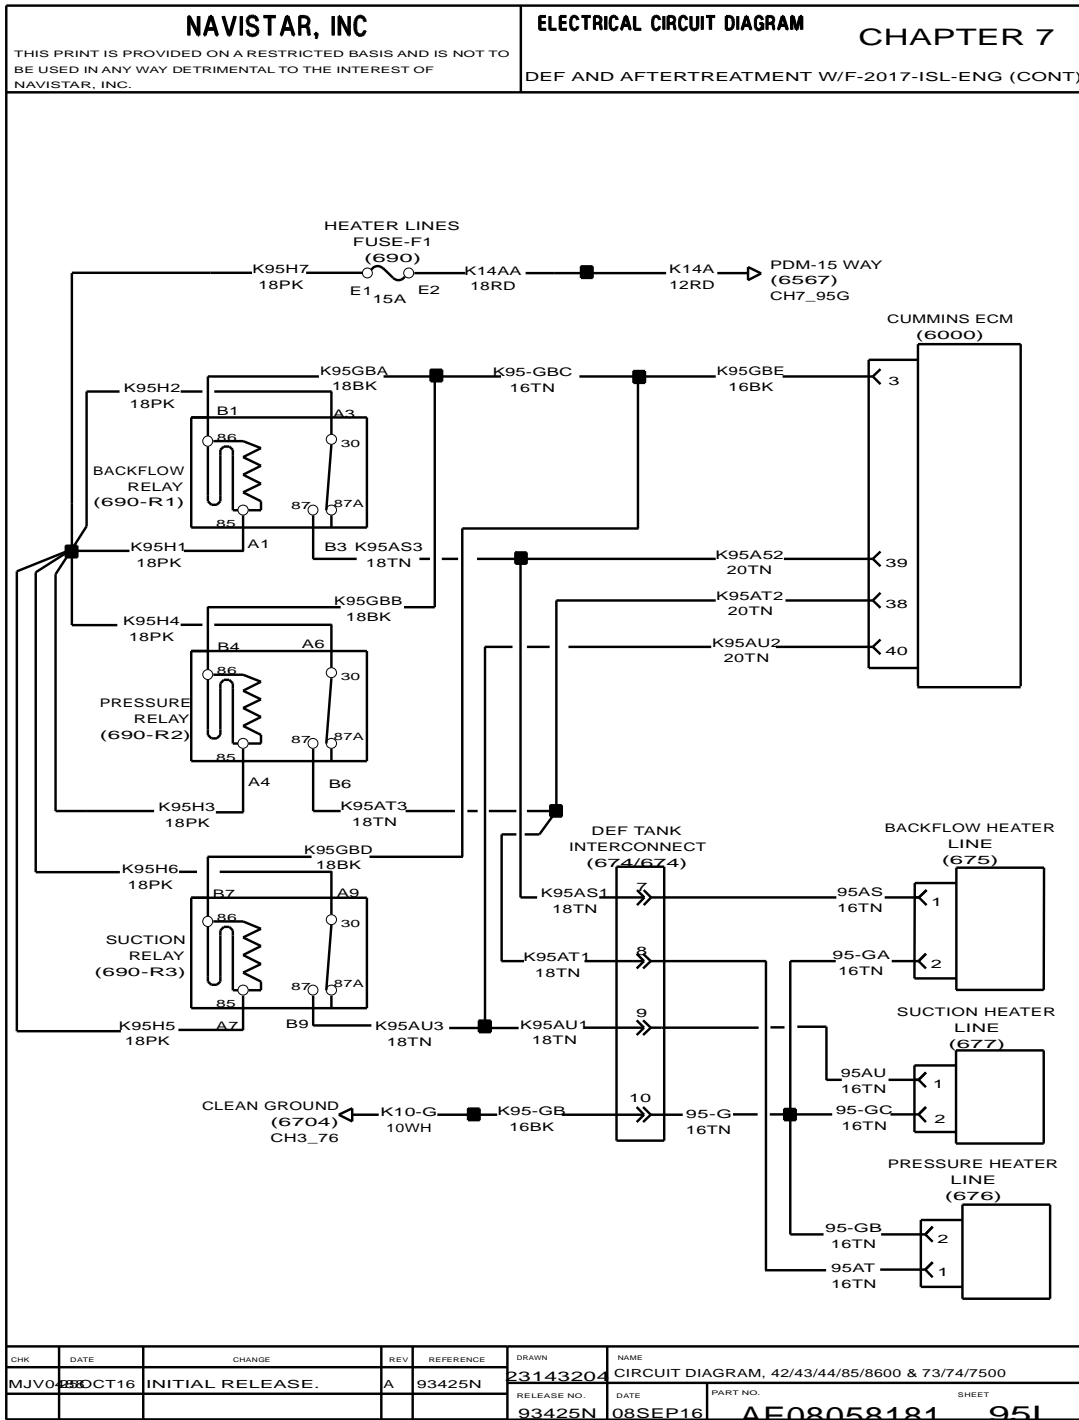 NAVISTAR, INC
THIS PRINT IS PROVIDED ON A RESTRICTED BASIS AND IS NOT TO
BE USED IN ANY WAY DETRIMENTAL TO THE INTEREST OF
NAVISTAR, INC.
ELECTRICAL CIRCUIT DIAGRAM
CHAPTER 7
DEF AND AFTERTREATMENT W/F-2017-ISL-ENG (CONT)
HEATER LINES
FUSE-F1
(690)
K95H7
18PK
E1
15A
E2
K14AA
18RD
K14A
12RD
PDM-15 WAY
(6567)
CH7_95G
CUMMINS ECM
(6000)
K95H2
18PK
K95GBA
18BK
K95-GBC
16TN
K95GBE
16BK
3
B1
A3
86
30
BACKFLOW
RELAY
(690-R1)
87
87A
85
K95H1
18PK
A1
B3
K95AS3
18TN
K95A52
20TN
39
K95GBB
18BK
K95AT2
20TN
38
K95H4
18PK
B4
A6
K95AU2
20TN
40
86
30
PRESSURE
RELAY
(690-R2)
87
87A
85
A4
B6
K95H3
18PK
K95AT3
18TN
K95GBD
18BK
K95H6
18PK
B7
A9
86
30
SUCTION
RELAY
(690-R3)
87
87A
85
K95H5
18PK
A7
B9
K95AU3
18TN
K95AU1
18TN
DEF TANK
INTERCONNECT
(674/674)
K95AS1
18TN
7
95AS
16TN
K95AT1
18TN
8
95-GA
16TN
9
10
BACKFLOW HEATER
LINE
(675)
1
2
SUCTION HEATER
LINE
(677)
95AU
16TN
1
95-GC
16TN
2
CLEAN GROUND
(6704)
CH3_76
K10-G
10WH
K95-GB
16BK
95-G
16TN
PRESSURE HEATER
LINE
(676)
95-GB
16TN
2
95AT
16TN
1
CHK
DATE
CHANGE
REV
REFERENCE
OCT16
INITIAL RELEASE.
A
93425N
DRAWN
23143204
NAME
CIRCUIT DIAGRAM, 42/43/44/85/8600 & 73/74/7500
RELEASE NO.
93425N
DATE
08SEP16
PART NO.
AE08058181
SHEET
95I